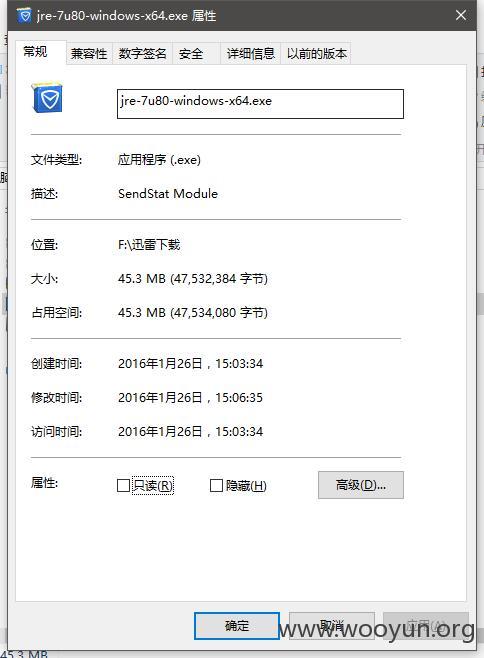 jre-7u80-windows-x64.exe 属性
常规 兼容性 数字签名 安全 详细信息 以前的版本
jre-7u80-windows-x64.exe
文件类型: 应用程序 (.exe)
描述: SendStat Module
位置: F:\迅雷下载
大小: 45.3 MB (47,532,384 字节)
占用空间: 45.3 MB (47,534,080 字节)
创建时间: 2016年1月26日，15:03:34
修改时间: 2016年1月26日，15:06:35
访问时间: 2016年1月26日，15:03:34
属性: 只读(R) 隐藏(H) 高级(D)...
确定 取消 应用(A)
www.wooyun.org
45.3 MB